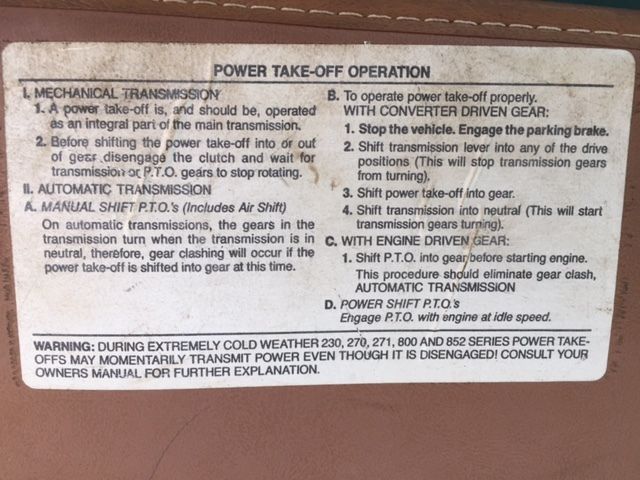 POWER TAKE-OFF OPERATION
I. MECHANICAL TRANSMISSION
1. A power take-off is, and should be, operated
as an integral part of the main transmission.
2. Before shifting the power take-off into or out
of gear disengage the clutch and wait for
transmission or P.T.O. gears to stop rotating.
II. AUTOMATIC TRANSMISSION
A. MANUAL SHIFT P.T.O.'s (Includes Air Shift)
On automatic transmissions, the gears in the
transmission turn when the transmission is in
neutral, therefore, gear clashing will occur if the
power take-off is shifted into gear at this time.
B. To operate power take-off properly.
WITH CONVERTER DRIVEN GEAR:
1. Stop the vehicle. Engage the parking brake.
2. Shift transmission lever into any of the drive
positions (This will stop transmission gears
from turning).
3. Shift power take-off into gear.
4. Shift transmission into neutral (This will start
transmission gears turning).
C. WITH ENGINE DRIVEN GEAR:
1. Shift P.T.O. into gear before starting engine.
This procedure should eliminate gear clash,
AUTOMATIC TRANSMISSION
D. POWER SHIFT P.T.O.'s
Engage P.T.O. with engine at idle speed.
WARNING: DURING EXTREMELY COLD WEATHER 230, 270, 271, 800 AND 852 SERIES POWER TAKE-
OFFS MAY MOMENTARILY TRANSMIT POWER EVEN THOUGH IT IS DISENGAGED! CONSULT YOUR
OWNERS MANUAL FOR FURTHER EXPLANATION.